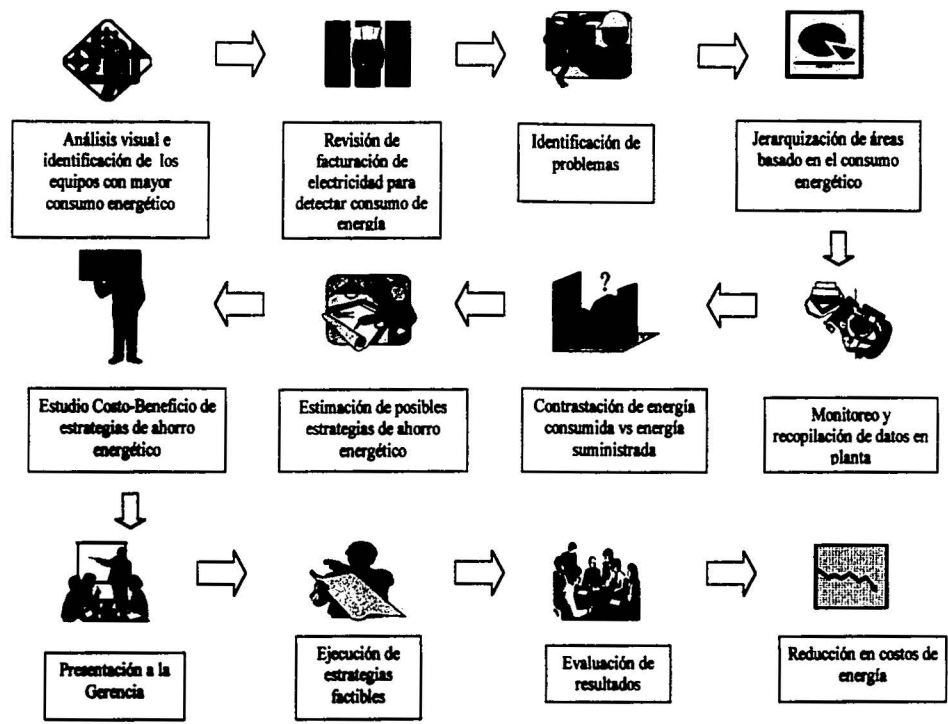 Análisis visual e
identificación de los
equipos con mayor
consumo energético
Revisión de
facturación de
electricidad para
detectar consumo de
energía
Identificación de
problemas
Jerarquización de áreas
basado en el consumo
energético
?
Estudio Costo-Beneficio de
estrategias de ahorro
energético
Estimación de posibles
estrategias de ahorro
energético
Contrastación de energía
consumida vs energía
suministrada
Monitoreo y
recopilación de datos en
planta
Presentación a la
Gerencia
Ejecución de
estrategias
factibles
Evaluación de
resultados
Reducción en costos de
energía